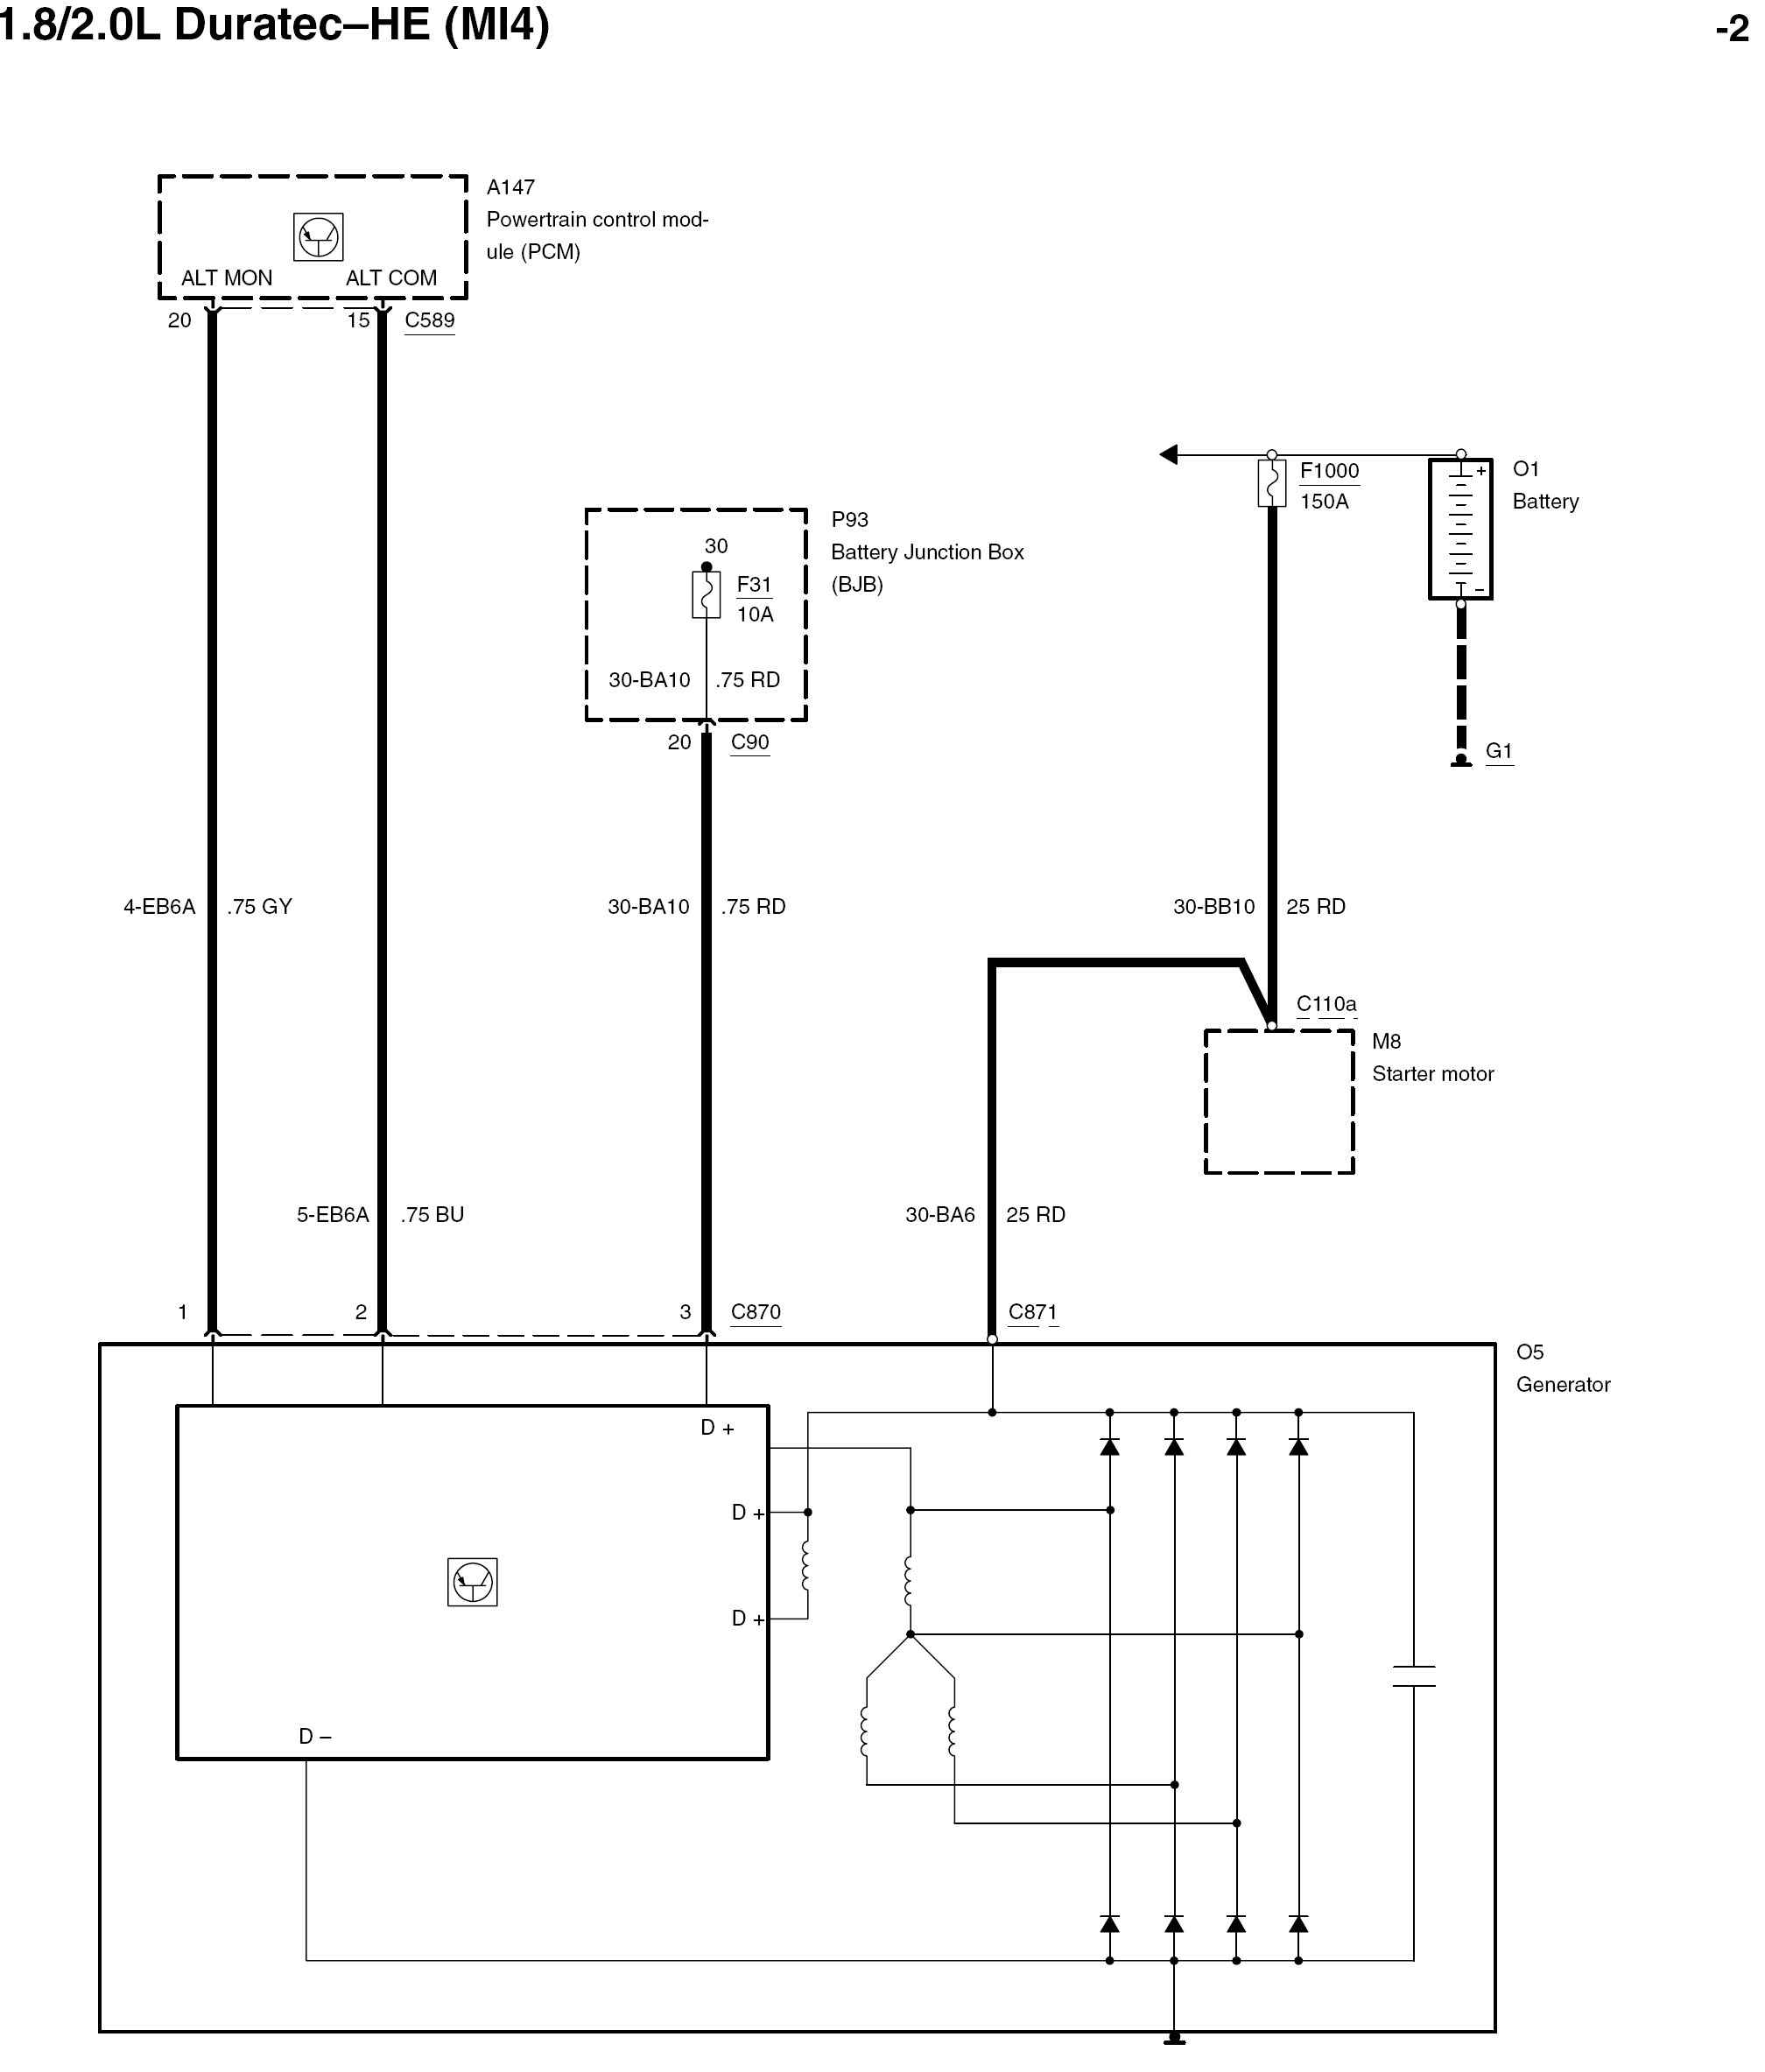 1.8/2.0L Duratec–HE (MI4)
-2
A147
Powertrain control mod-
ule (PCM)
ALT MON
ALT COM
20
15
C589
F1000
150A
+
–
O1
Battery
P93
Battery Junction Box
(BJB)
30
F31
10A
30-BA10
.75 RD
20
C90
G1
4-EB6A
.75 GY
30-BA10
.75 RD
30-BB10
25 RD
C110a
M8
Starter motor
5-EB6A
.75 BU
30-BA6
25 RD
1
2
3
C870
C871
O5
Generator
D +
D +
D +
D –